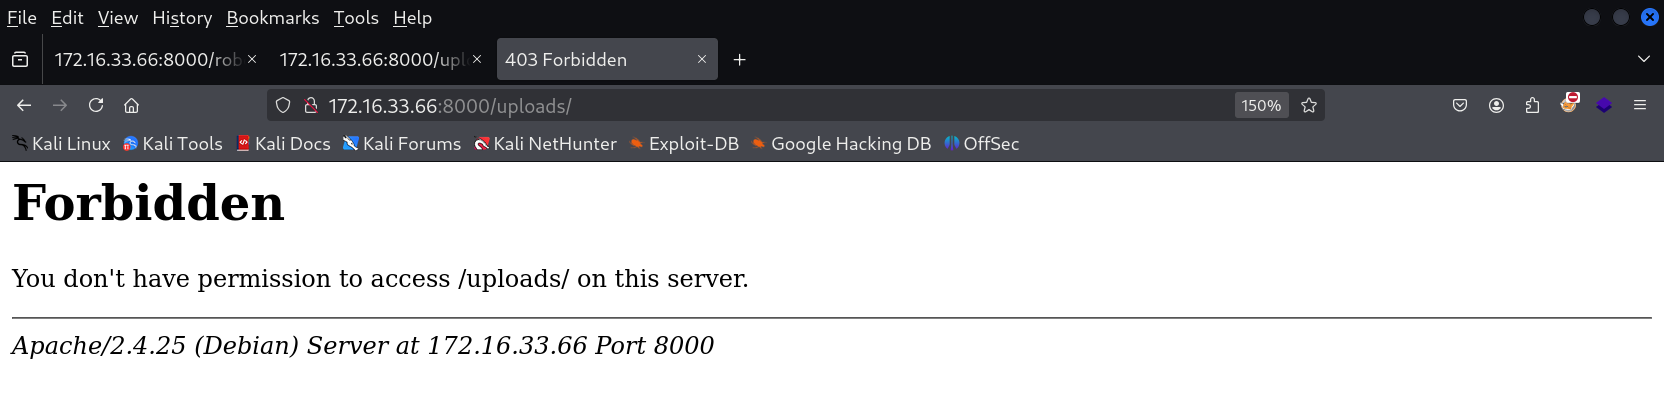 File Edit View History Bookmarks Tools Help
172.16.33.66:8000/rob 172.16.33.66:8000/uplo 403 Forbidden
172.16.33.66:8000/uploads/ 150%
Kali Linux Kali Tools Kali Docs Kali Forums Kali NetHunter Exploit-DB Google Hacking DB OffSec
Forbidden
You don't have permission to access /uploads/ on this server.
Apache/2.4.25 (Debian) Server at 172.16.33.66 Port 8000